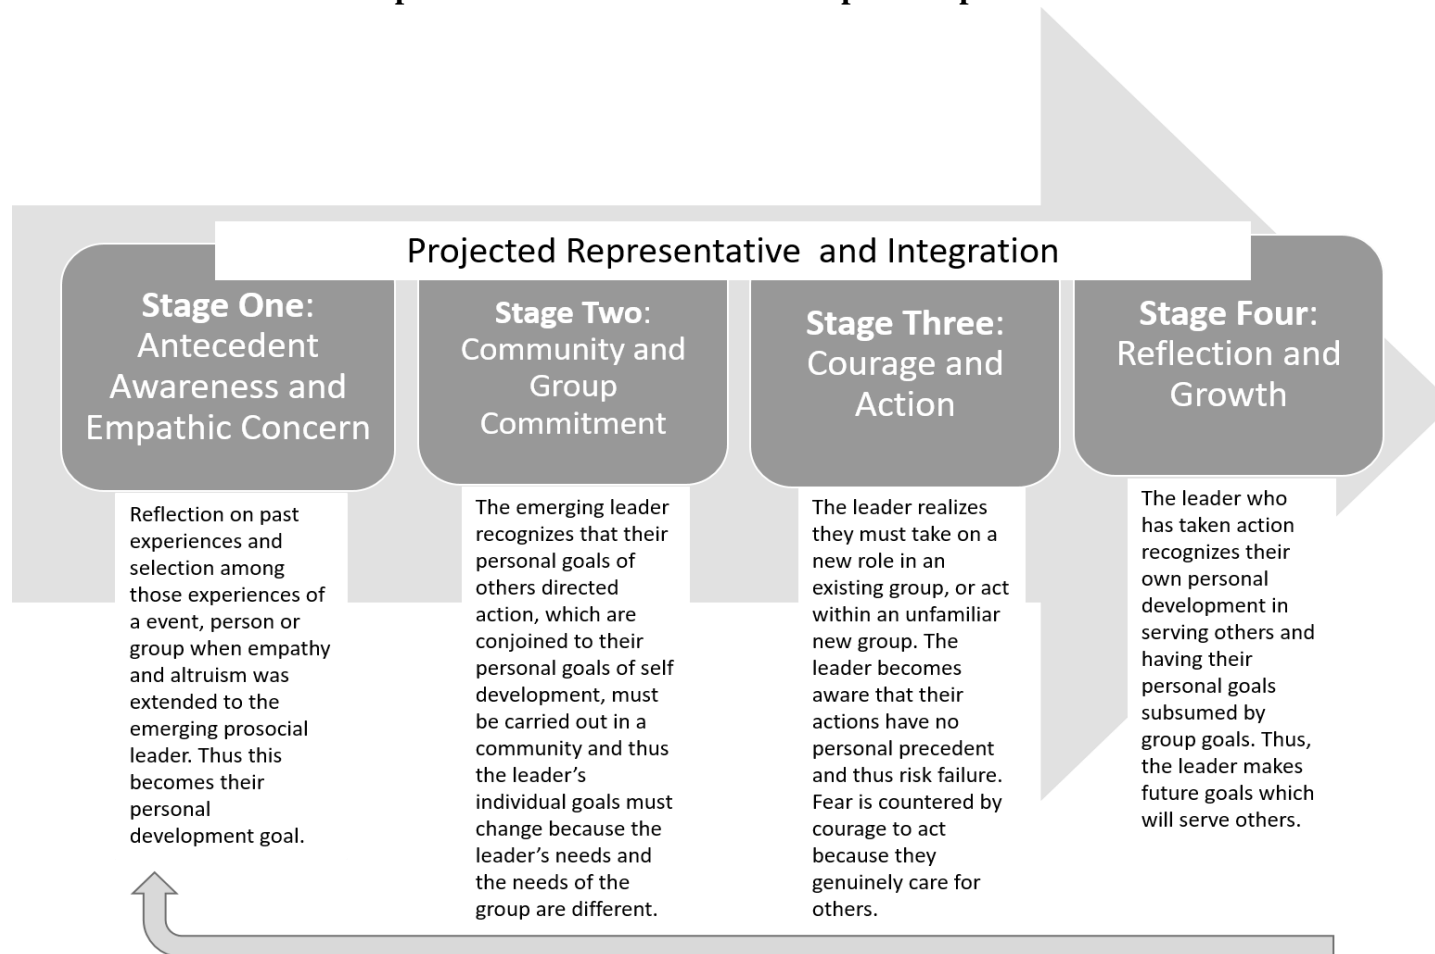 Projected Representative  and Integration
Stage One:
Antecedent
Awareness and
Empathic Concern
Stage Two:
Community and
Group
Commitment
Stage Three:
Courage and
Action
Stage Four:
Reflection and
Growth
Reflection on past
experiences and
selection among
those experiences of
a event, person or
group when empathy
and altruism was
extended to the
emerging prosocial
leader. Thus this
becomes their
personal
development goal.
The emerging leader
recognizes that their
personal goals of
others directed
action, which are
conjoined to their
personal goals of self
development, must
be carried out in a
community and thus
the leader’s
individual goals must
change because the
leader’s needs and
the needs of the
group are different.
The leader realizes
they must take on a
new role in an
existing group, or act
within an unfamiliar
new group. The
leader becomes
aware that their
actions have no
personal precedent
and thus risk failure.
Fear is countered by
courage to act
because they
genuinely care for
others.
The leader who
has taken action
recognizes their
own personal
development in
serving others and
having their
personal goals
subsumed by
group goals. Thus,
the leader makes
future goals which
will serve others.